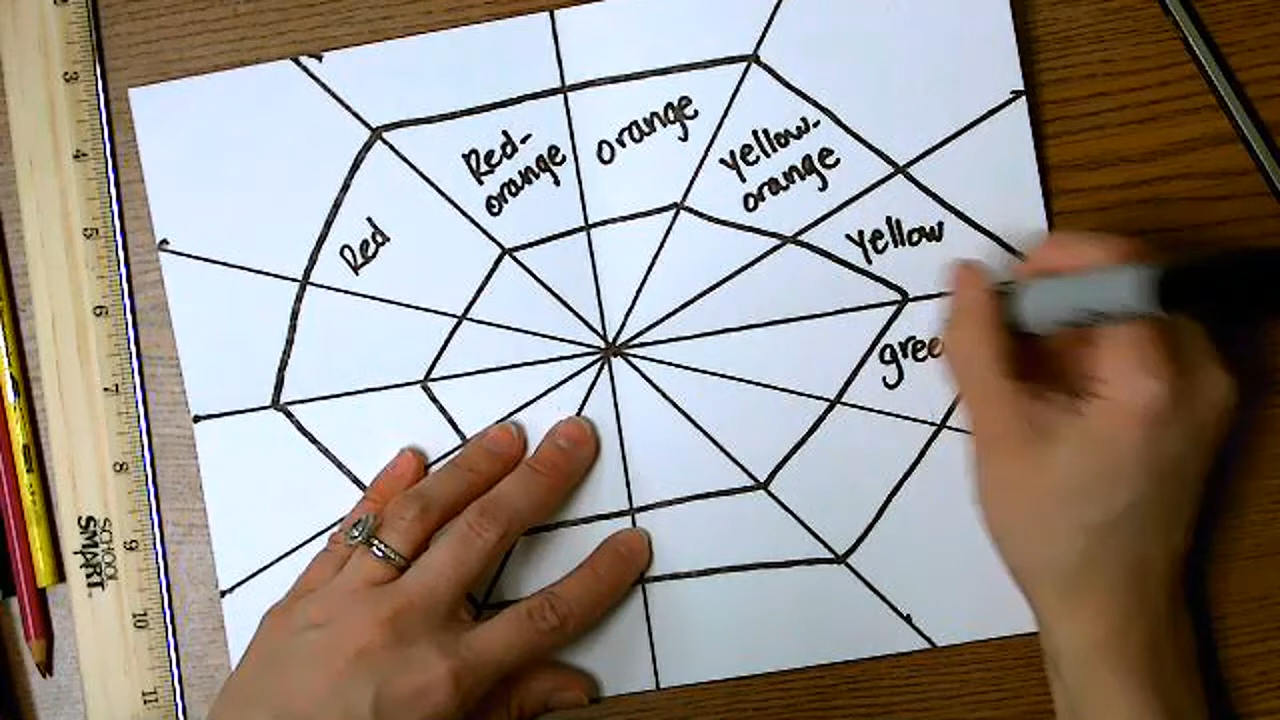 Red
Red-
orange
orange
Yellow-
orange
Yellow
gree
SCHOOL
SMART
3
4
5
6
7
8
9
10
11